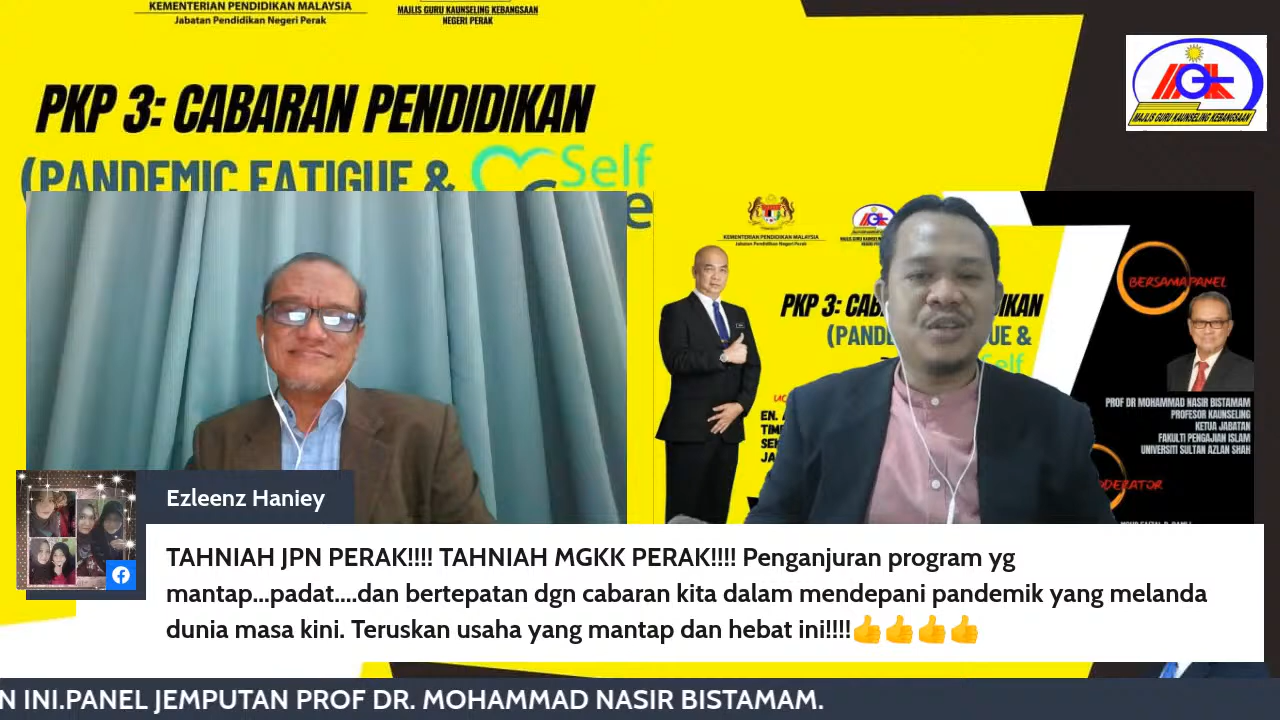 KEMENTERIAN PENDIDIKAN MALAYSIA
Jabatan Pendidikan Negeri Perak
MAJLIS GURU KAUNSELING KEBANGSAAN
NEGERI PERAK
MAJLIS GURU KAUNSELING KEBANGSAAN
PKP 3: CABARAN PENDIDIKAN
(PANDEMIC FATIGUE &
Self
KEMENTERIAN PENDIDIKAN MALAYSIA
Jabatan Pendidikan Negeri Perak
BERSAMA PANEL
PKP 3: CAB
IKAN
(PAND
UE &
Self
PROF DR MOHAMMAD NASIR BISTAMAM
PROFESOR KAUNSELING
KETUA JABATAN
FAKULTI PENGAJIAN ISLAM
UNIVERSITI SULTAN AZLAN SHAH
EN.
TIM
SE
JA
Ezleenz Haniey
TAHNIAH JPN PERAK!!!! TAHNIAH MGKK PERAK!!!! Penganjuran program yg
mantap...padat....dan bertepatan dgn cabaran kita dalam mendepani pandemik yang melanda
dunia masa kini. Teruskan usaha yang mantap dan hebat ini!!!!👍👍👍👍
N INI.PANEL JEMPUTAN PROF DR. MOHAMMAD NASIR BISTAMAM.